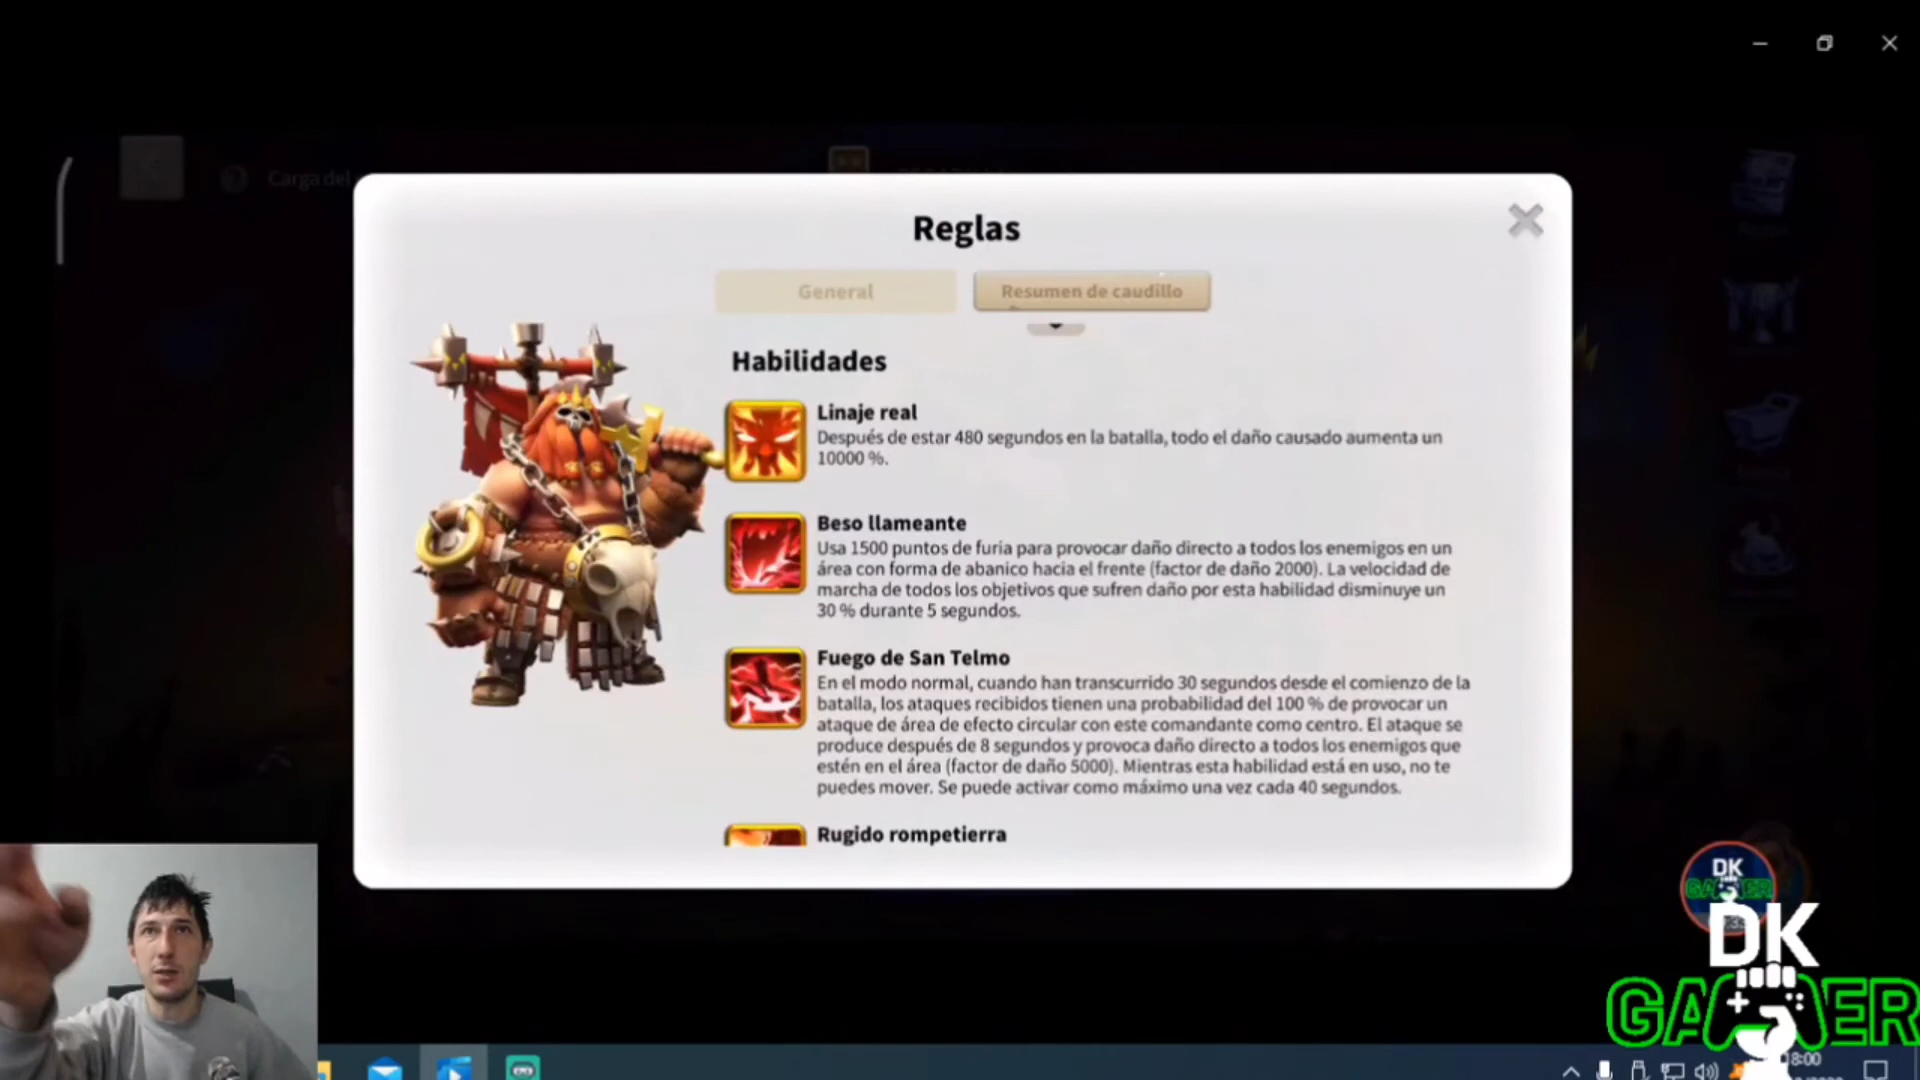 Carga del
Reglas
General
Resumen de caudillo
Habilidades
Linaje real
Después de estar 480 segundos en la batalla, todo el daño causado aumenta un
10000 %.
Beso llameante
Usa 1500 puntos de furia para provocar daño directo a todos los enemigos en un
área con forma de abanico hacia el frente (factor de daño 2000). La velocidad de
marcha de todos los objetivos que sufren daño por esta habilidad disminuye un
30 % durante 5 segundos.
Fuego de San Telmo
En el modo normal, cuando han transcurrido 30 segundos desde el comienzo de la
batalla, los ataques recibidos tienen una probabilidad del 100 % de provocar un
ataque de área de efecto circular con este comandante como centro. El ataque se
produce después de 8 segundos y provoca daño directo a todos los enemigos que
estén en el área (factor de daño 5000). Mientras esta habilidad está en uso, no te
puedes mover. Se puede activar como máximo una vez cada 40 segundos.
Rugido rompetierra
DK
GAMER
DK
GAMER
8:00